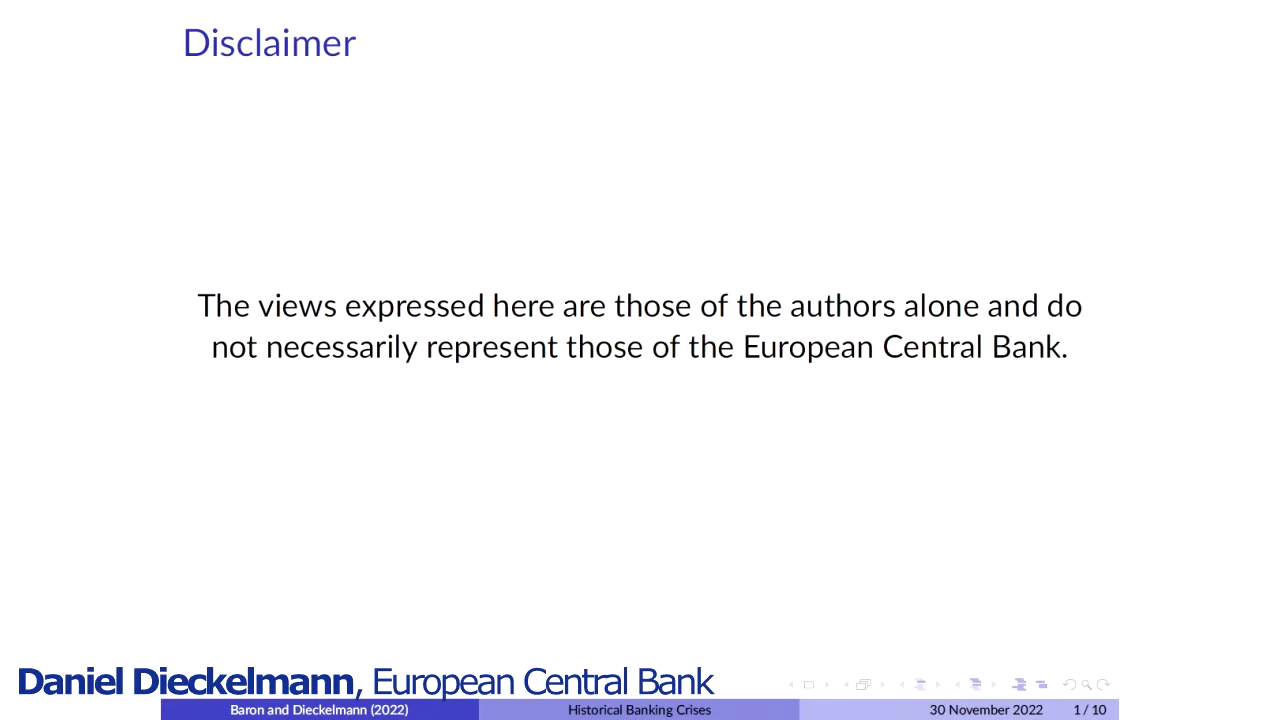 Disclaimer
The views expressed here are those of the authors alone and do
not necessarily represent those of the European Central Bank.
Daniel Dieckelmann, European Central Bank
Baron and Dieckelmann (2022) Historical Banking Crises 30 November 2022 1 / 10